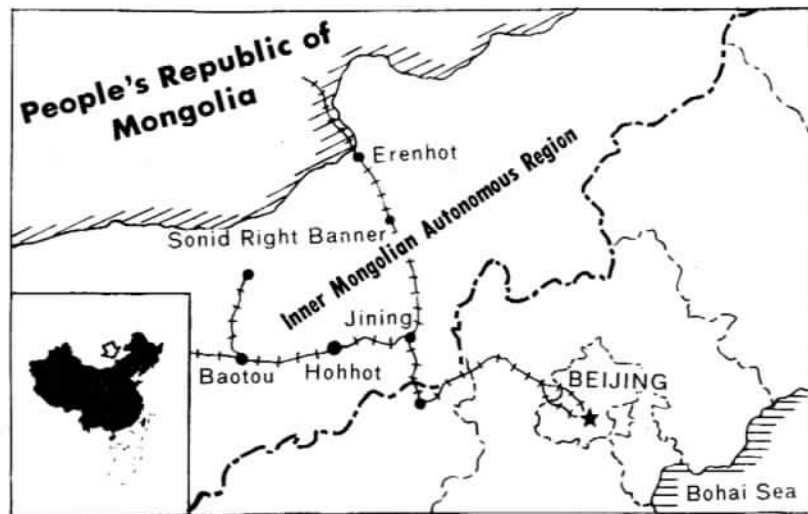 People's Republic of
Mongolia
Erenhot
Sonid Right Banner
Inner Mongolian Autonomous Region
Jining
Baotou
Hohhot
BEIJING
Bohai Sea